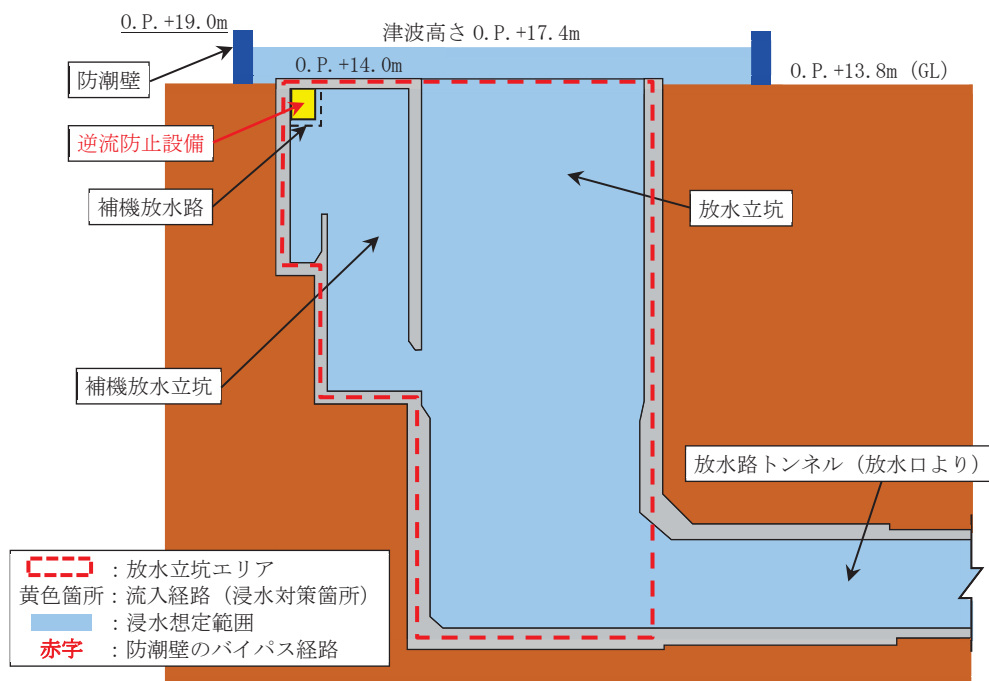 O.P.+19.0m
津波高さ O.P.+17.4m
防潮壁
O.P.+14.0m
O.P.+13.8m (GL)
逆流防止設備
補機放水路
放水立坑
補機放水立坑
放水路トンネル（放水口より）
：放水立坑エリア
黄色箇所：流入経路（浸水対策箇所）
：浸水想定範囲
赤字：防潮壁のバイパス経路